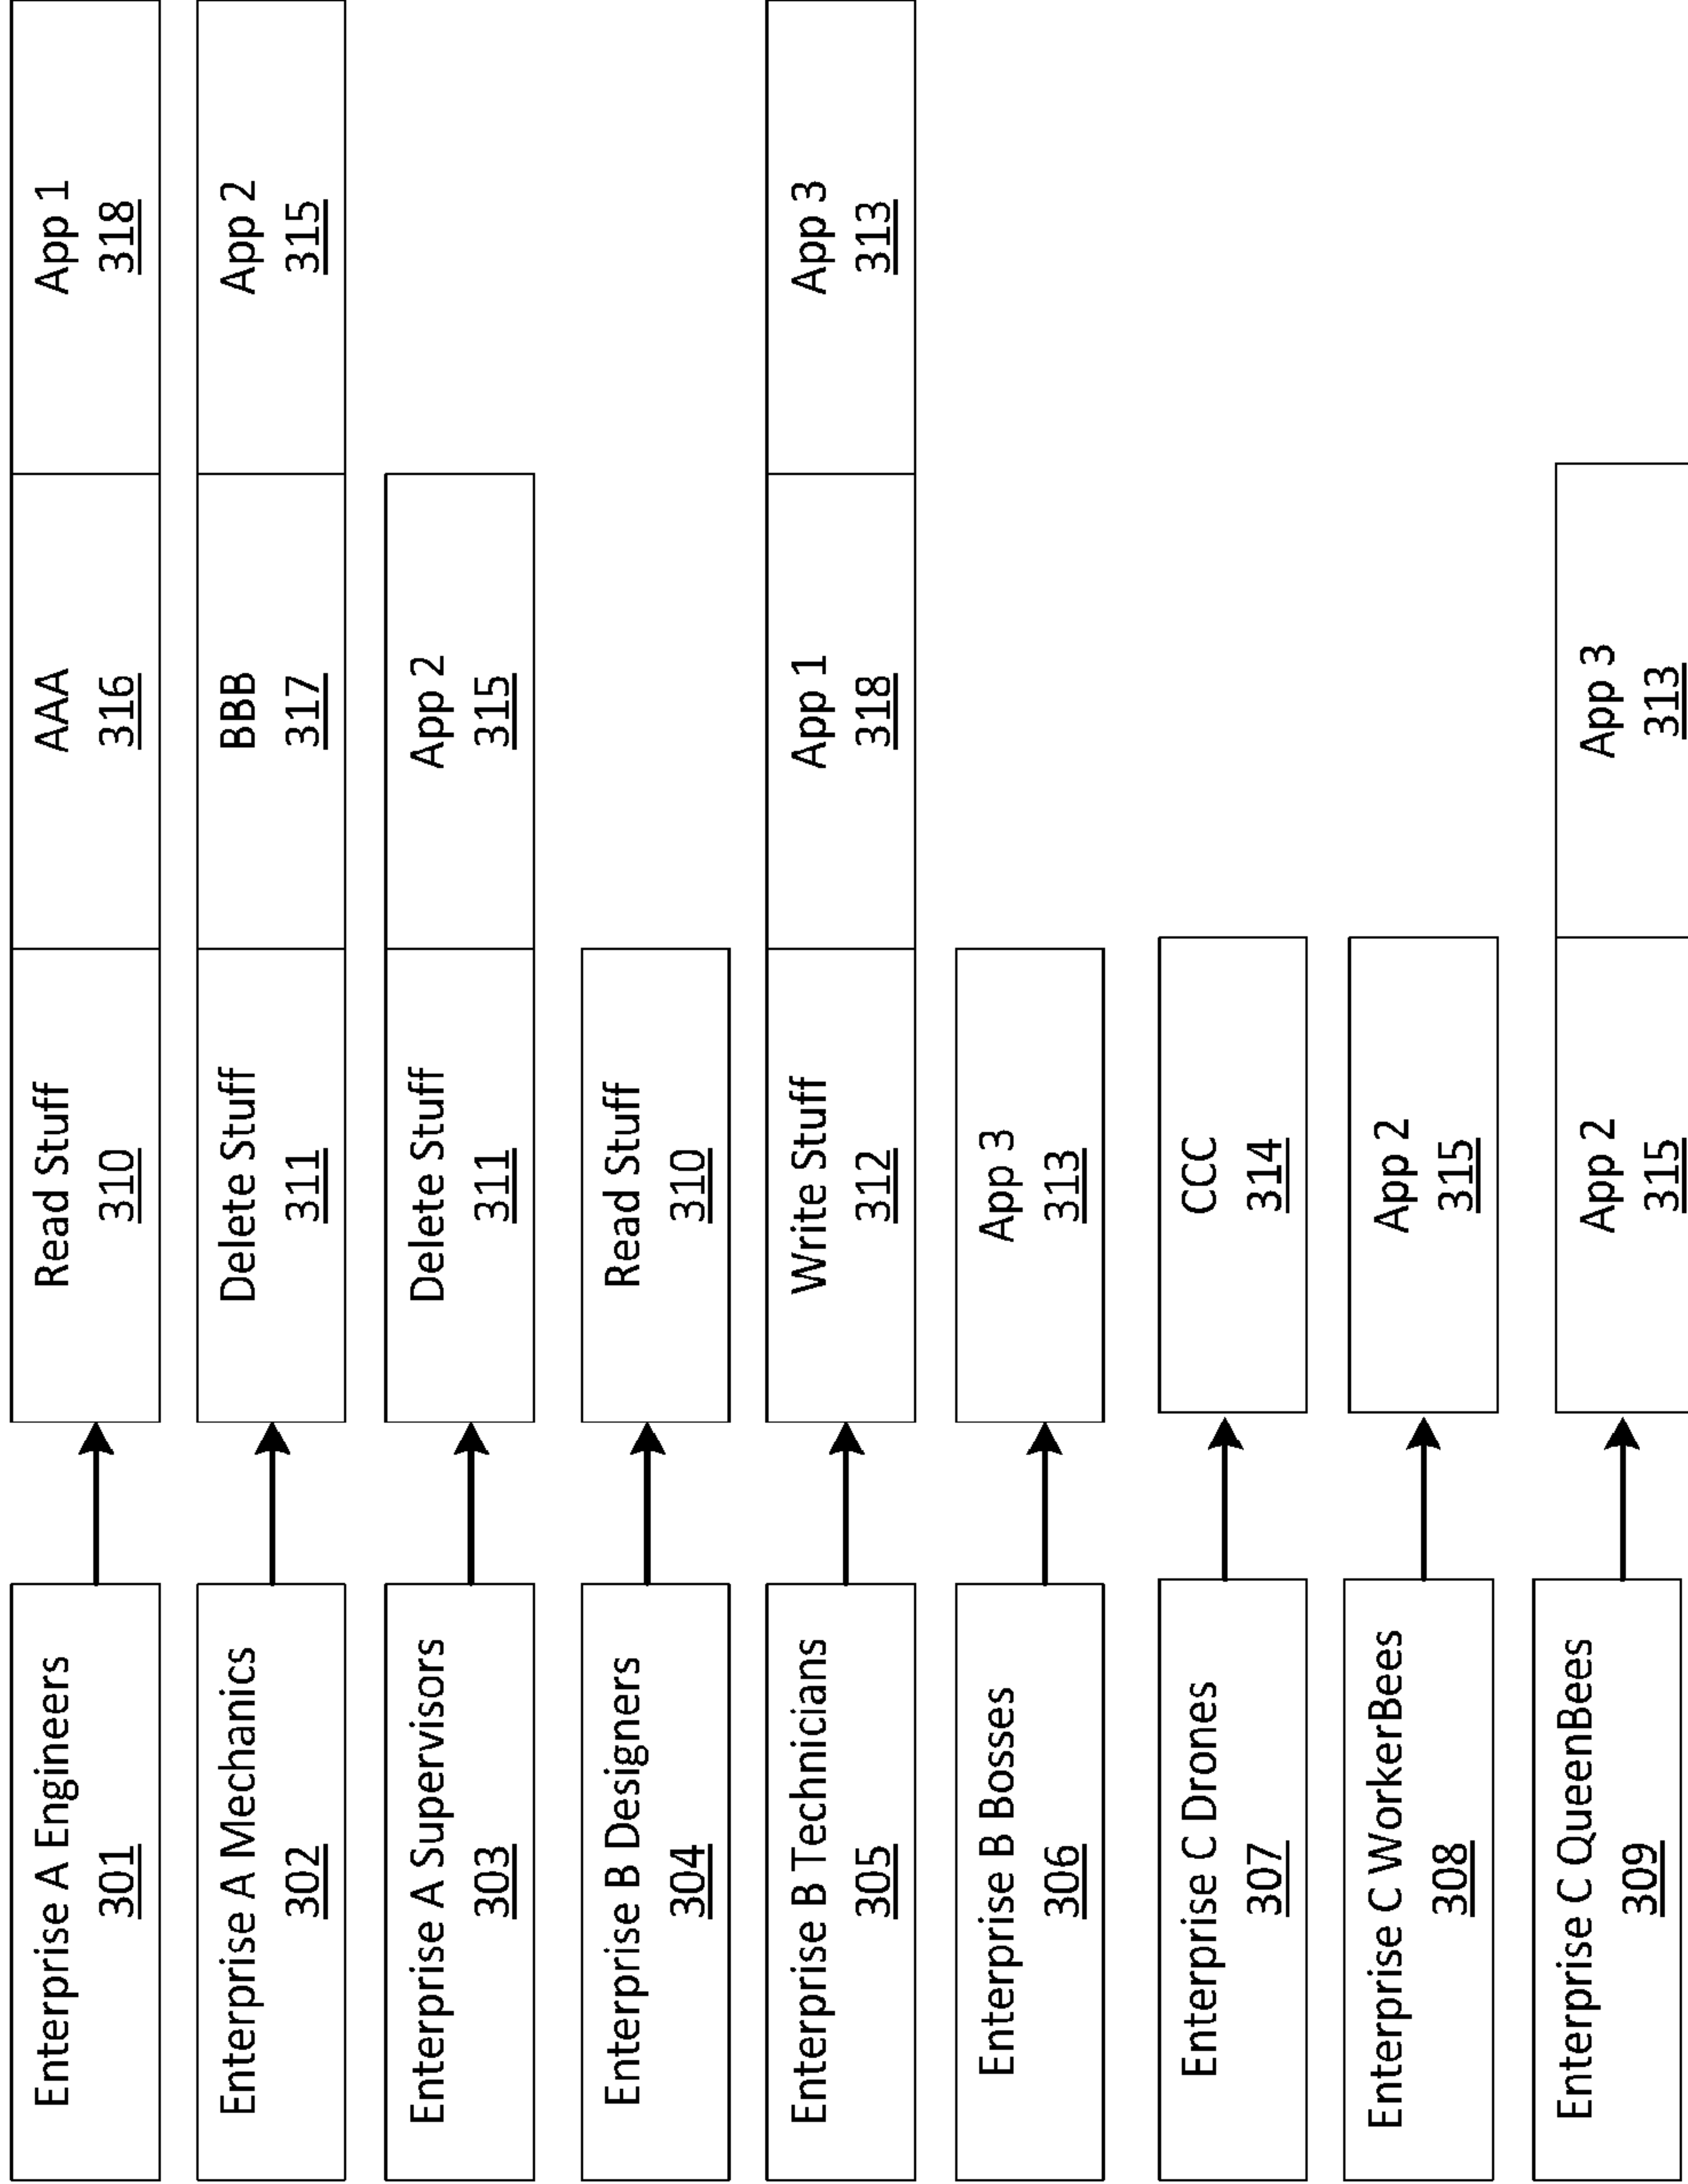 Enterprise A Engineers
301
Read Stuff
310
AAA
316
App 1
318
Enterprise A Mechanics
302
Delete Stuff
311
BBB
317
App 2
315
Enterprise A Supervisors
303
Delete Stuff
311
App 2
315
Enterprise B Designers
304
Read Stuff
310
Enterprise B Technicians
305
Write Stuff
312
App 1
318
App 3
313
Enterprise B Bosses
306
App 3
313
Enterprise C Drones
307
CCC
314
Enterprise C WorkerBees
308
App 2
315
Enterprise C QueenBees
309
App 2
315
App 3
313